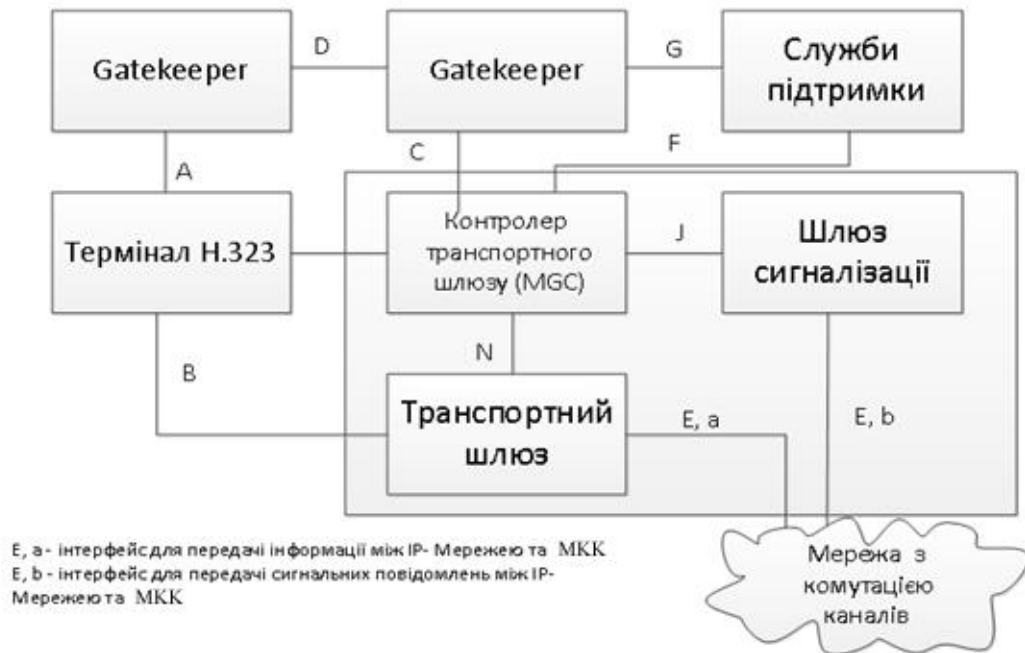 D
G
Gatekeeper
Gatekeeper
Служби
підтримки
A
C
F
Термінал Н.323
Контролер
транспортного
шлюзу (MGC)
J
Шлюз
сигналізації
B
N
Транспортний
шлюз
E, a
E, b
E, a - інтерфейс для передачі інформації між IP- Мережею та МКК
E, b - інтерфейс для передачі сигнальних повідомлень між IP-
Мережею та МКК
Мережа з
комутацією
каналів